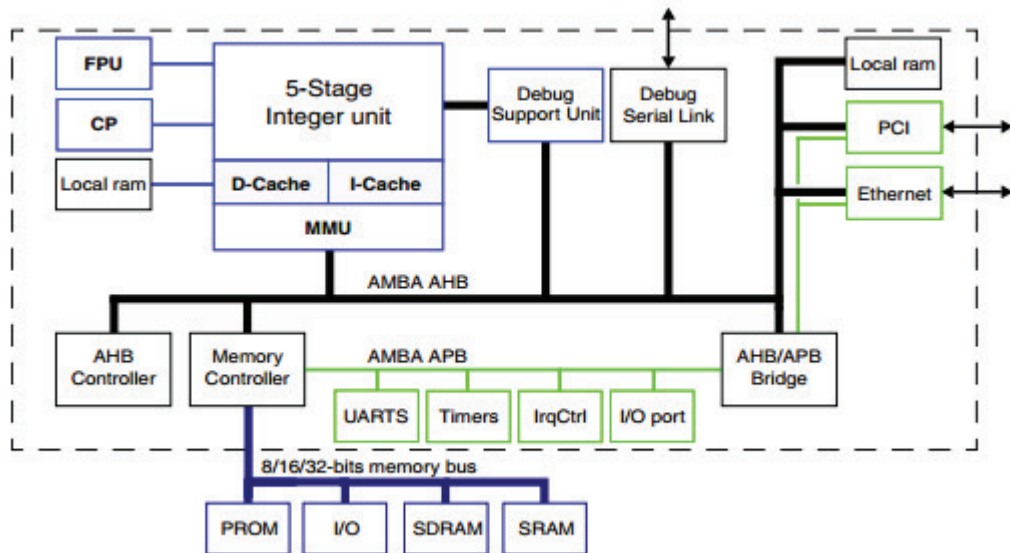 FPU
5-Stage
Integer unit
CP
Local ram
D-Cache
I-Cache
MMU
Debug
Support Unit
Debug
Serial Link
Local ram
PCI
Ethernet
AMBA AHB
AHB
Controller
Memory
Controller
AMBA APB
AHB/APB
Bridge
UARTS
Timers
IrqCtrl
I/O port
8/16/32-bits memory bus
PROM
I/O
SDRAM
SRAM